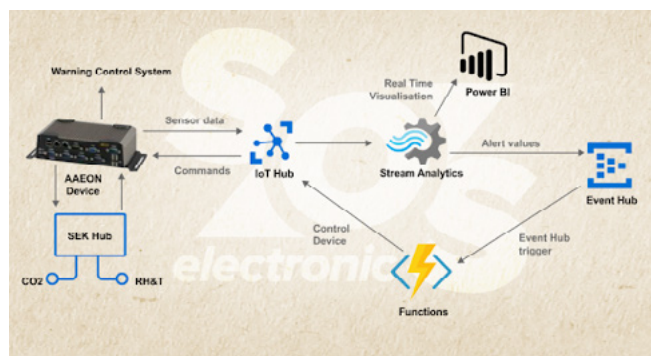 Warning Control System
Real Time
Visualisation
Power BI
Sensor data
Commands
IoT Hub
Stream Analytics
Alert values
Event Hub
AAEON
Device
SEK Hub
CO2
RH&T
Control
Device
Event Hub
trigger
Functions
SOS
electronic